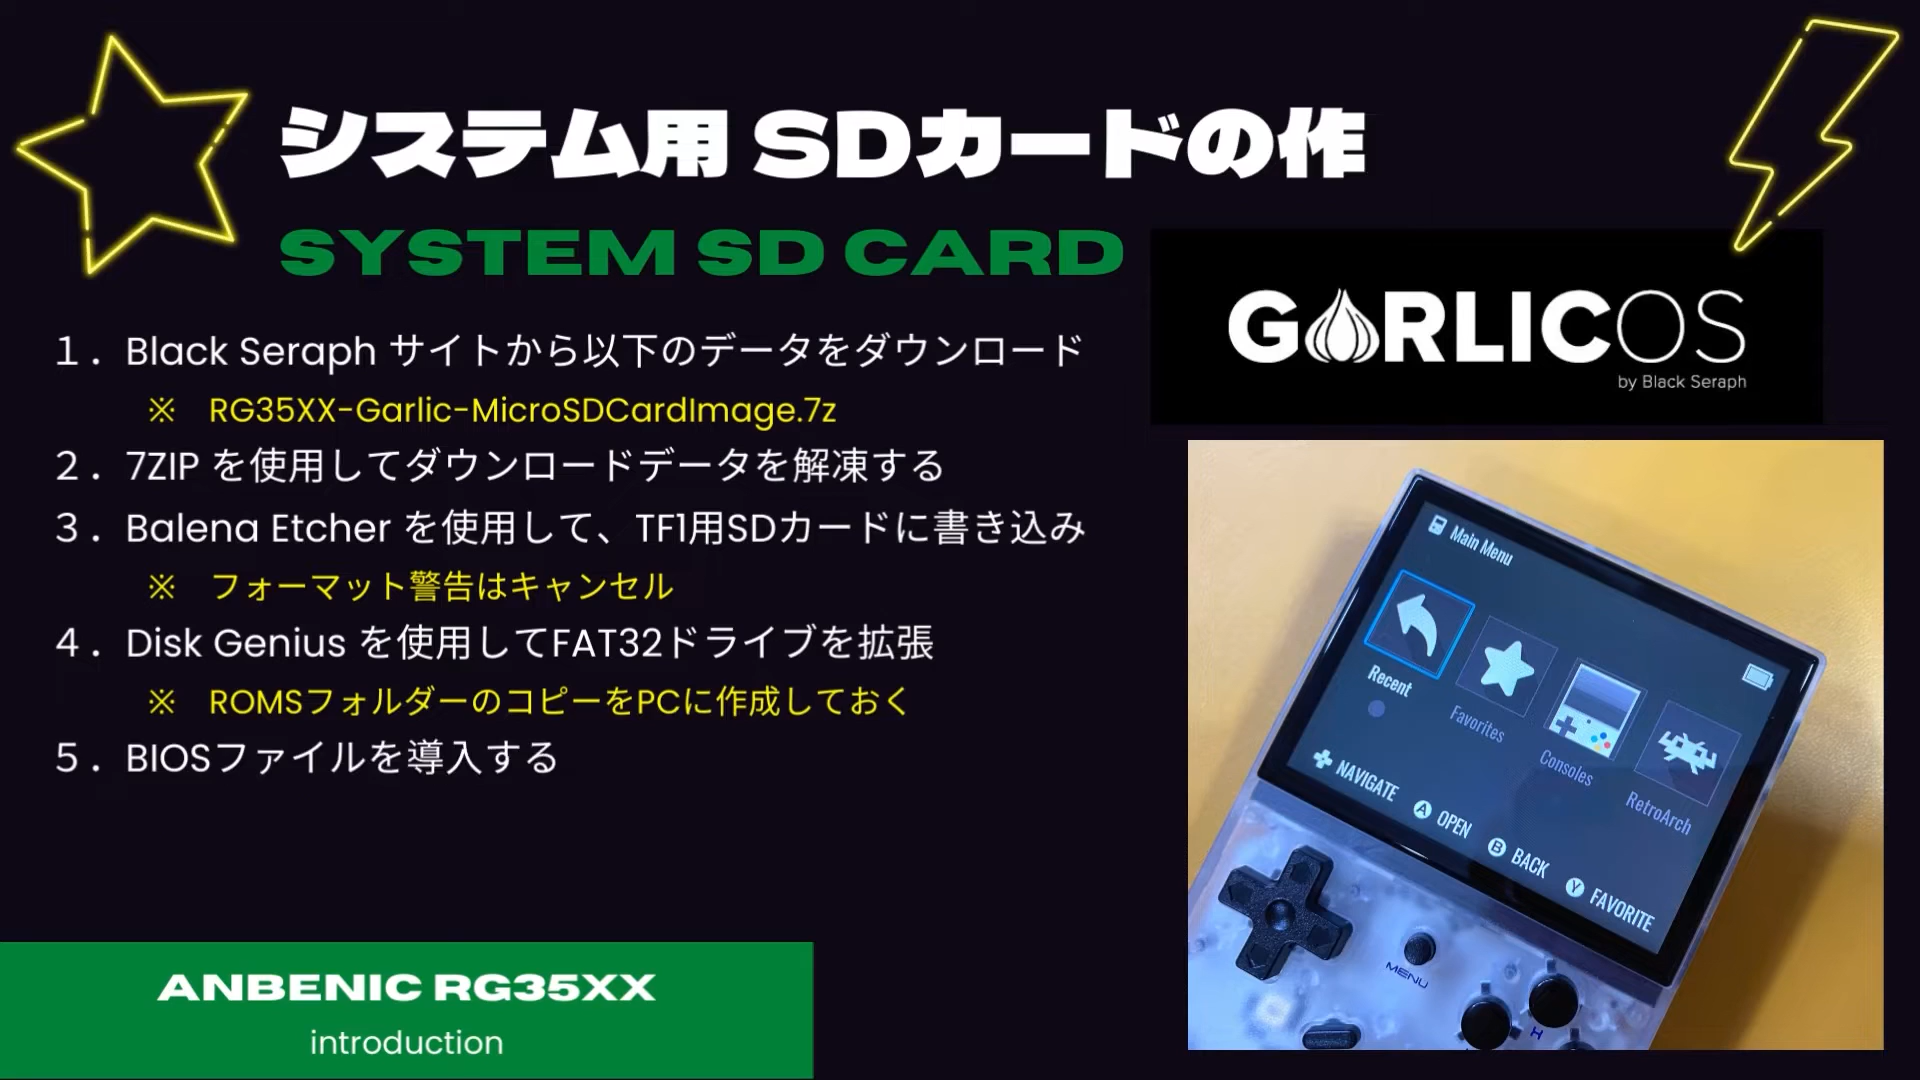 システム用 SDカードの作
SYSTEM SD CARD
GARLICOS
by Black Seraph
１．Black Seraph サイトから以下のデータをダウンロード
※　RG35XX-Garlic-MicroSDCardImage.7z
２．7ZIP を使用してダウンロードデータを解凍する
３．Balena Etcher を使用して、TF1用SDカードに書き込み
※　フォーマット警告はキャンセル
４．Disk Genius を使用してFAT32ドライブを拡張
※　ROMSフォルダーのコピーをPCに作成しておく
５．BIOSファイルを導入する
Main Menu
Recent
Favorites
Consoles
RetroArch
NAVIGATE
A OPEN
B BACK
Y FAVORITE
MENU
H
ANBENIC RG35XX
introduction